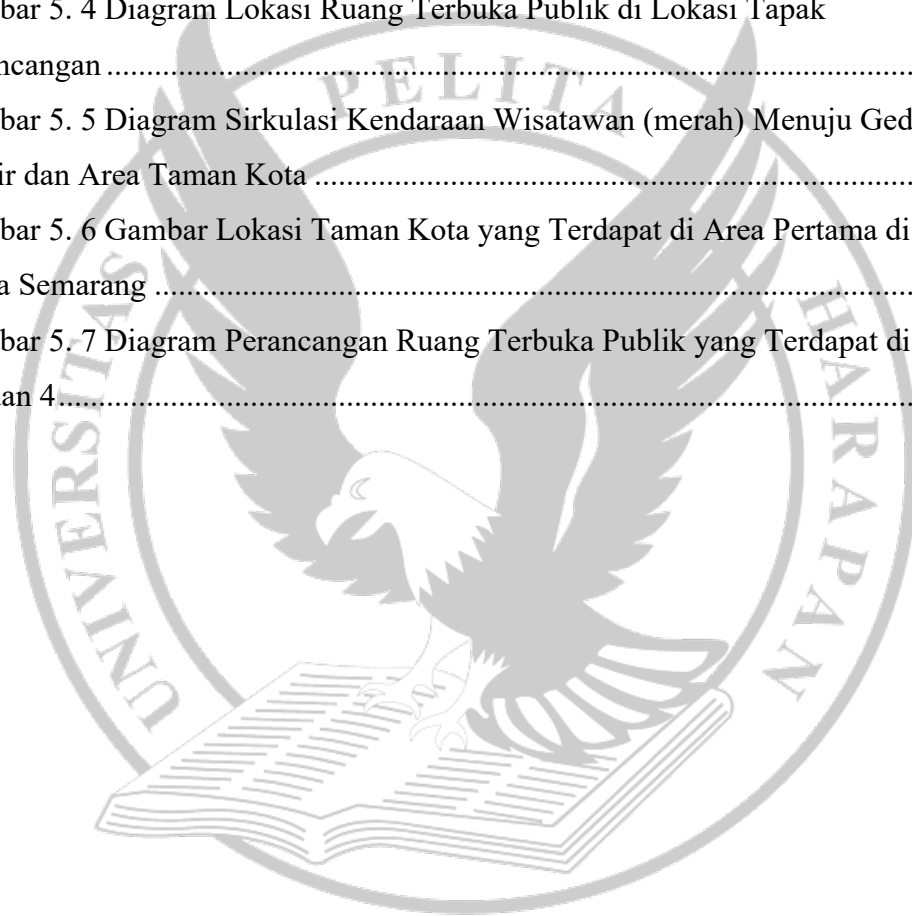 bar 5. 4 Diagram Lokasi Ruang Terbuka Publik di Lokasi Tapak
ncangan ........................................................................................................
bar 5. 5 Diagram Sirkulasi Kendaraan Wisatawan (merah) Menuju Ged
ir dan Area Taman Kota ..............................................................................
bar 5. 6 Gambar Lokasi Taman Kota yang Terdapat di Area Pertama di
a Semarang ..................................................................................................
bar 5. 7 Diagram Perancangan Ruang Terbuka Publik yang Terdapat di
lan 4..............................................................................................................
UNIVERSITAS PELITA HARAPAN